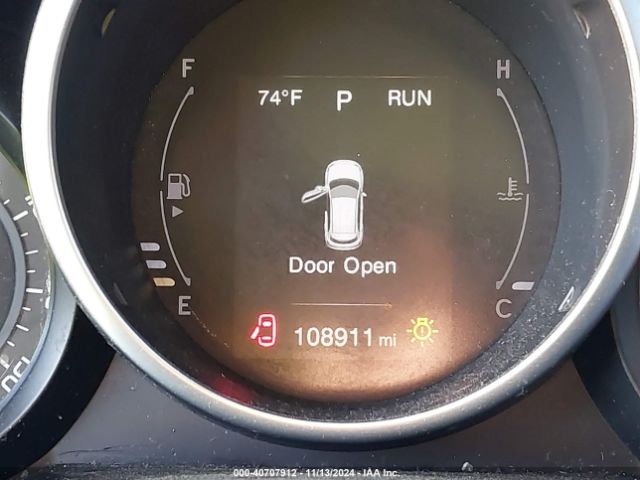 F H
74°F P RUN
Door Open
E C
108911 mi
000-40707912 - 11/13/2024 - IAA Inc.